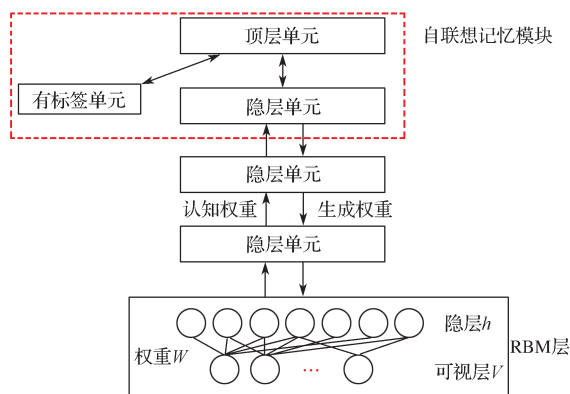 顶层单元
自联想记忆模块
有标签单元
隐层单元
隐层单元
认知权重
生成权重
隐层单元
隐层h
权重W
RBM层
…
可视层V